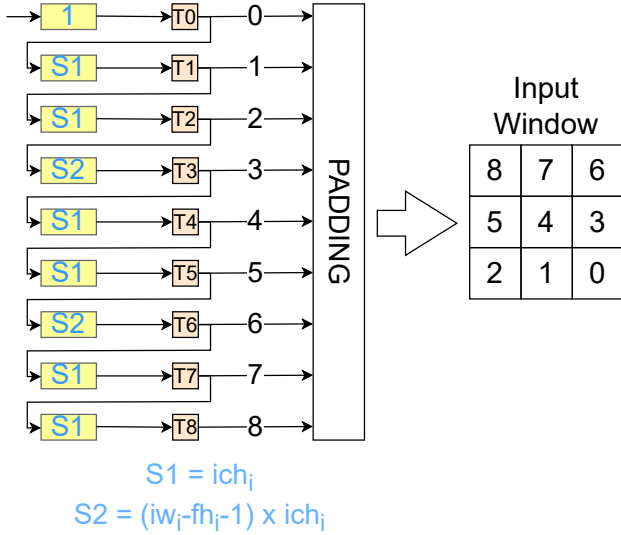 1 T0 0
S1 T1 1
S1 T2 2
S2 T3 3
S1 T4 4
S1 T5 5
S2 T6 6
S1 T7 7
S1 T8 8
PADDING
Input
Window
8 7 6
5 4 3
2 1 0
S1 = ichᵢ
S2 = (iwᵢ-fhᵢ-1) x ichᵢ